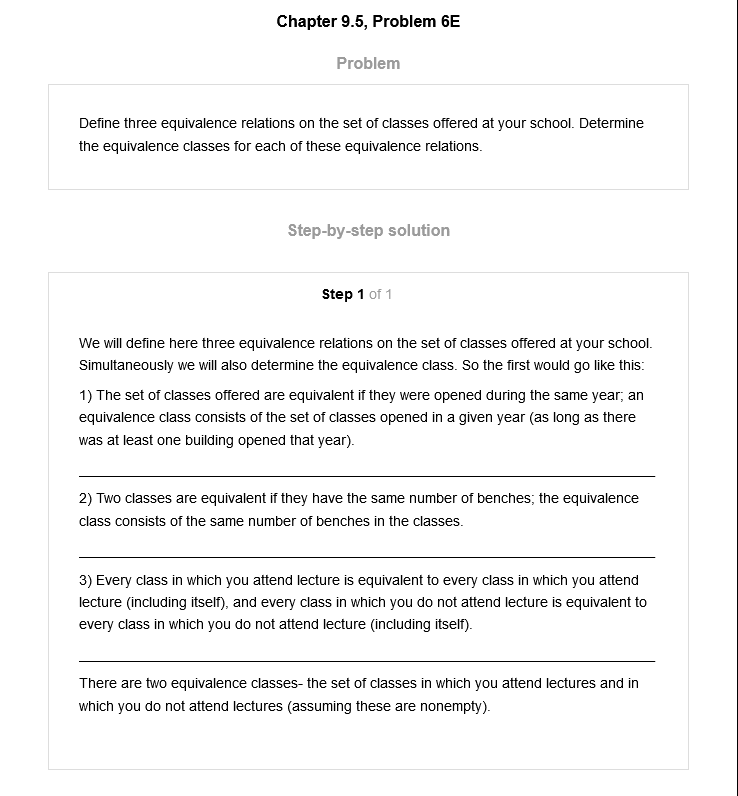 Chapter 9.5, Problem 6E
Problem
Define three equivalence relations on the set of classes offered at your school. Determine
the equivalence classes for each of these equivalence relations.
Step-by-step solution
Step 1 of 1
We will define here three equivalence relations on the set of classes offered at your school.
Simultaneously we will also determine the equivalence class. So the first would go like this:
1) The set of classes offered are equivalent if they were opened during the same year; an
equivalence class consists of the set of classes opened in a given year (as long as there
was at least one building opened that year).
2) Two classes are equivalent if they have the same number of benches; the equivalence
class consists of the same number of benches in the classes.
3) Every class in which you attend lecture is equivalent to every class in which you attend
lecture (including itself), and every class in which you do not attend lecture is equivalent to
every class in which you do not attend lecture (including itself).
There are two equivalence classes- the set of classes in which you attend lectures and in
which you do not attend lectures (assuming these are nonempty).